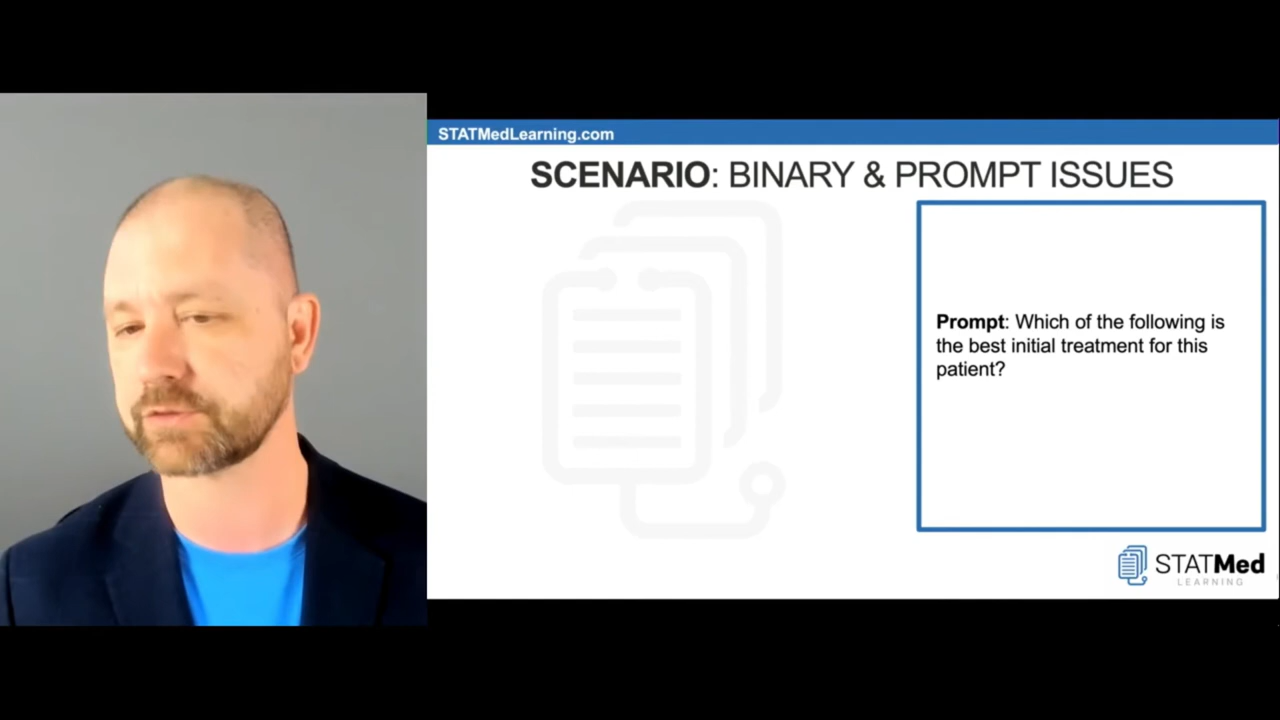 STATMedLearning.com
SCENARIO: BINARY & PROMPT ISSUES
Prompt: Which of the following is
the best initial treatment for this
patient?
STATMed
LEARNING